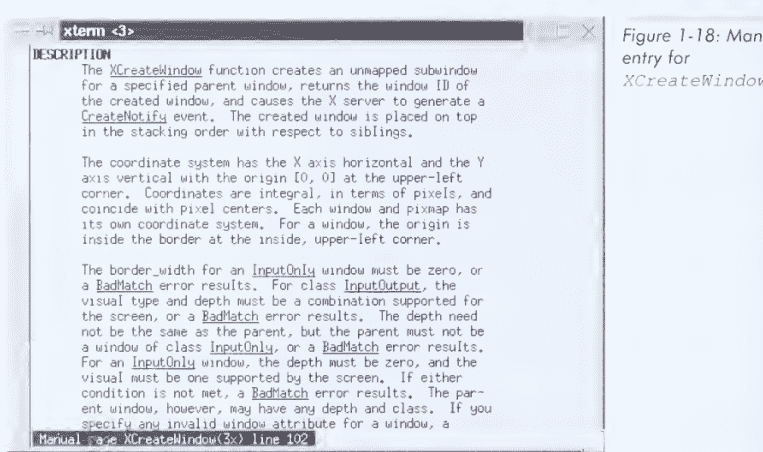 xterm <3>
DESCRIPTION
The XCreateWindow function creates an unmapped subwindow
for a specified parent window, returns the window ID of
the created window, and causes the X server to generate a
CreateNotify event. The created window is placed on top
in the stacking order with respect to siblings.
The coordinate system has the X axis horizontal and the Y
axis vertical with the origin [0, 0] at the upper-left
corner. Coordinates are integral, in terms of pixels, and
coincide with pixel centers. Each window and pixmap has
its own coordinate system. For a window, the origin is
inside the border at the inside, upper-left corner.
The border_width for an InputOnly window must be zero, or
a BadMatch error results. For class InputOutput, the
visual type and depth must be a combination supported for
the screen, or a BadMatch error results. The depth need
not be the same as the parent, but the parent must not be
a window of class InputOnly, or a BadMatch error results.
For an InputOnly window, the depth must be zero, and the
visual must be one supported by the screen. If either
condition is not met, a BadMatch error results. The par-
ent window, however, may have any depth and class. If you
specify any invalid window attribute for a window, a
Manual page XCreateWindow(3x) line 102
Figure 1-18: Man
entry for
XCreateWindow